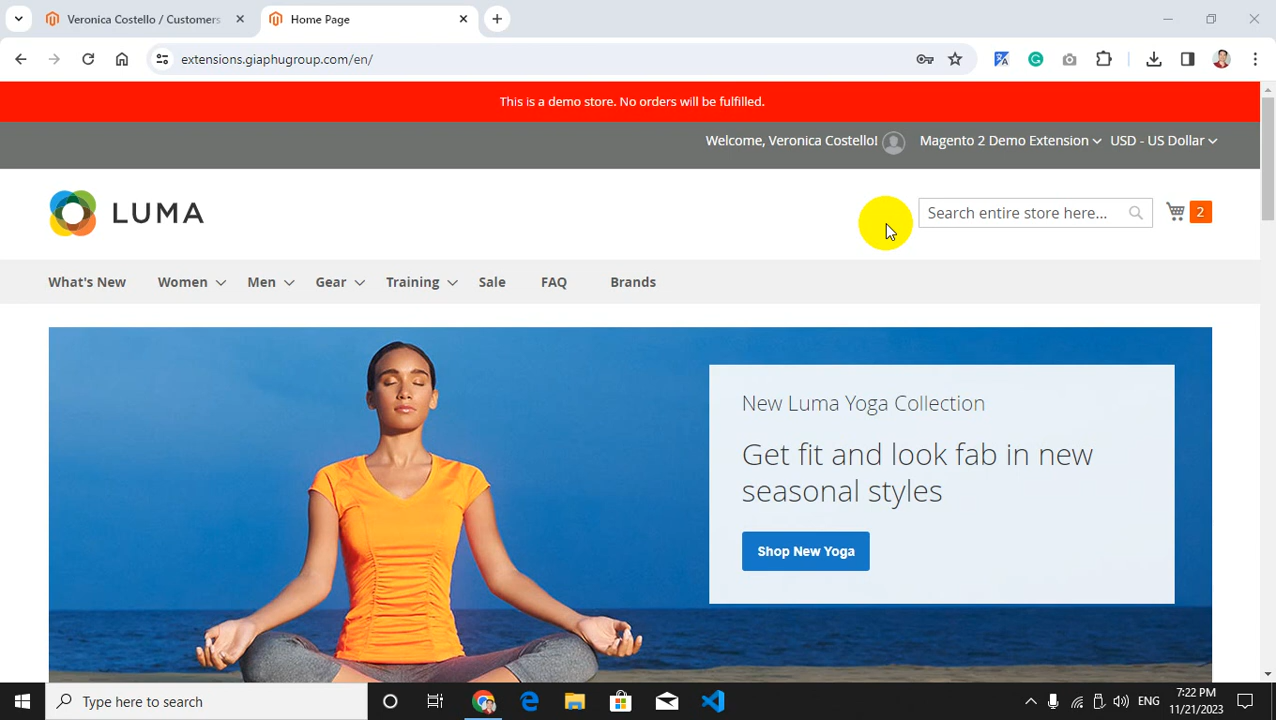 Veronica Costello / Customers
Home Page
extensions.giaphugroup.com/en/
This is a demo store. No orders will be fulfilled.
Welcome, Veronica Costello!
Magento 2 Demo Extension
USD - US Dollar
LUMA
Search entire store here...
2
What's New
Women
Men
Gear
Training
Sale
FAQ
Brands
New Luma Yoga Collection
Get fit and look fab in new
seasonal styles
Shop New Yoga
Type here to search
ENG
7:22 PM
11/21/2023